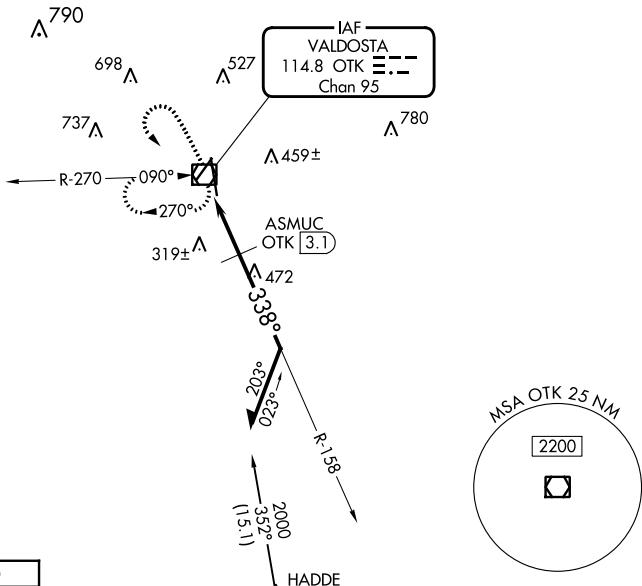 790
IAF
VALDOSTA
114.8 OTK
Chan 95
698
527
737
780
459±
R-270
090°
270°
ASMUC
OTK 3.1
319±
472
338°
203°
023°
R-158
MSA OTK 25 NM
2200
2000
352°
(15.1)
HADDE